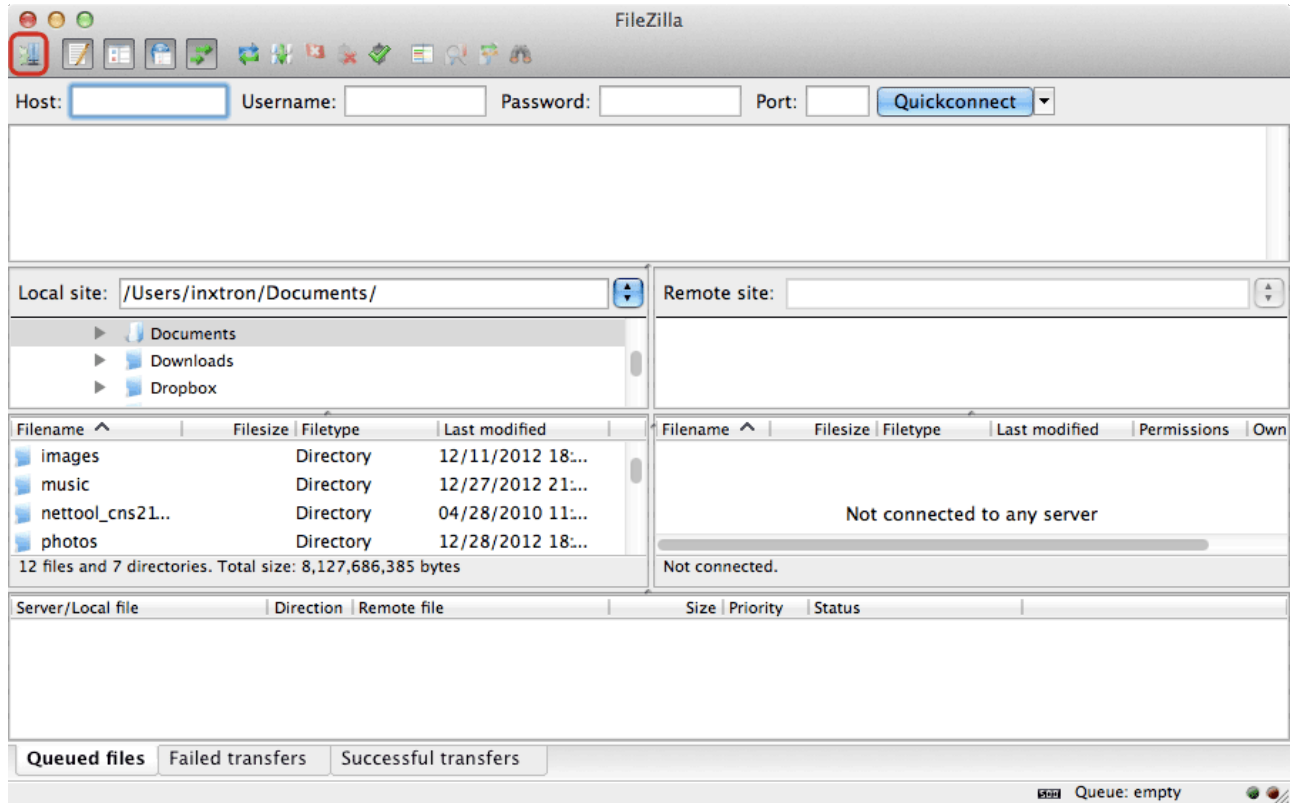 FileZilla
Host: Username: Password: Port: Quickconnect
Local site: /Users/inxtron/Documents/ Remote site:
Documents
Downloads
Dropbox
Filename Filesize Filetype Last modified Filename Filesize Filetype Last modified Permissions Own
images Directory 12/11/2012 18:...
music Directory 12/27/2012 21:...
nettool_cns21... Directory 04/28/2010 11:...
Not connected to any server
photos Directory 12/28/2012 18:...
12 files and 7 directories. Total size: 8,127,686,385 bytes Not connected.
Server/Local file Direction Remote file Size Priority Status
Queued files Failed transfers Successful transfers
Queue: empty